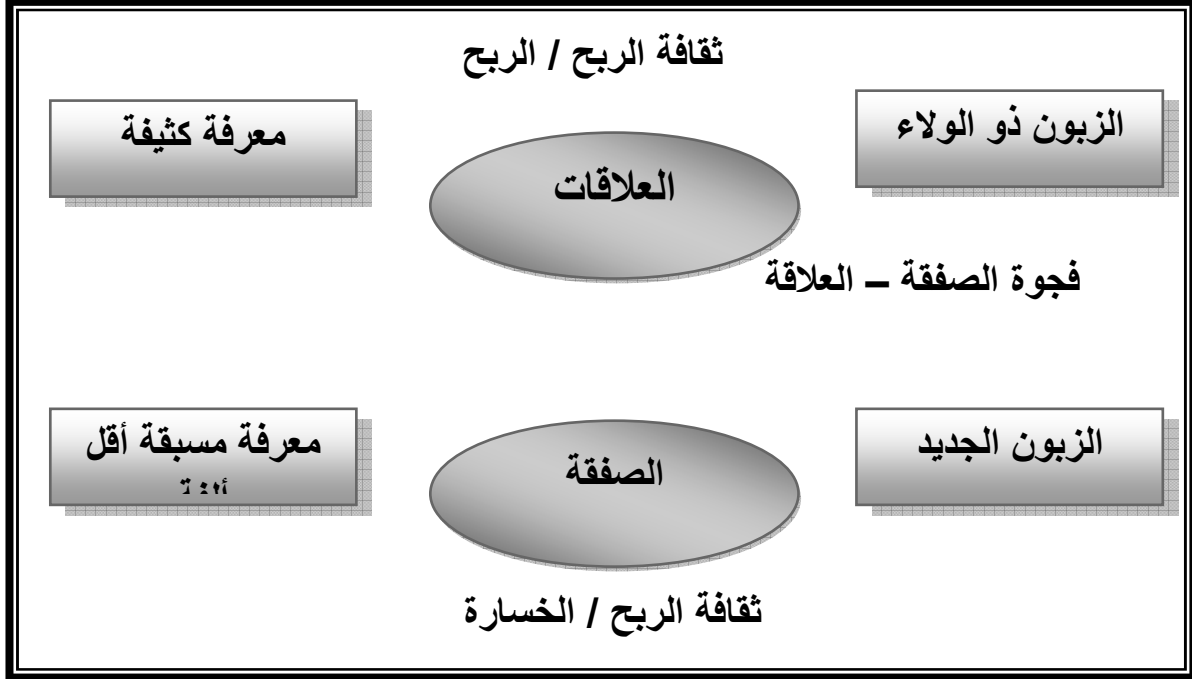 ثقافة الربح / الربح
الزبون ذو الولاء
معرفة كثيفة
العلاقات
فجوة الصفقة – العلاقة
الزبون الجديد
معرفة مسبقة أقل
الصفقة
ثقافة الربح / الخسارة